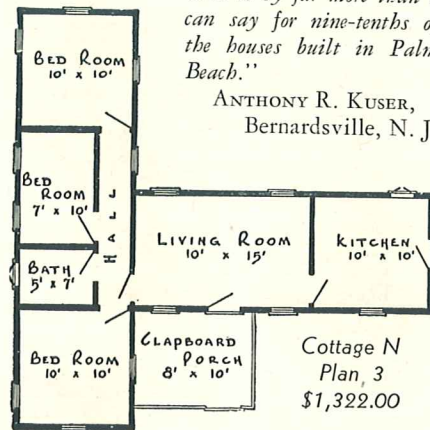 can say for nine-tenths o
the houses built in Palm
Beach."
ANTHONY R. KUSER,
Bernardsville, N. J
BED ROOM
10' x 10'
BED
ROOM
7' x 10'
HALL
LIVING ROOM
10' x 15'
KITCHEN
10' x 10'
BATH
5' x 7'
BED ROOM
10' x 10'
CLAPBOARD
PORCH
8' x 10'
Cottage N
Plan, 3
$1,322.00